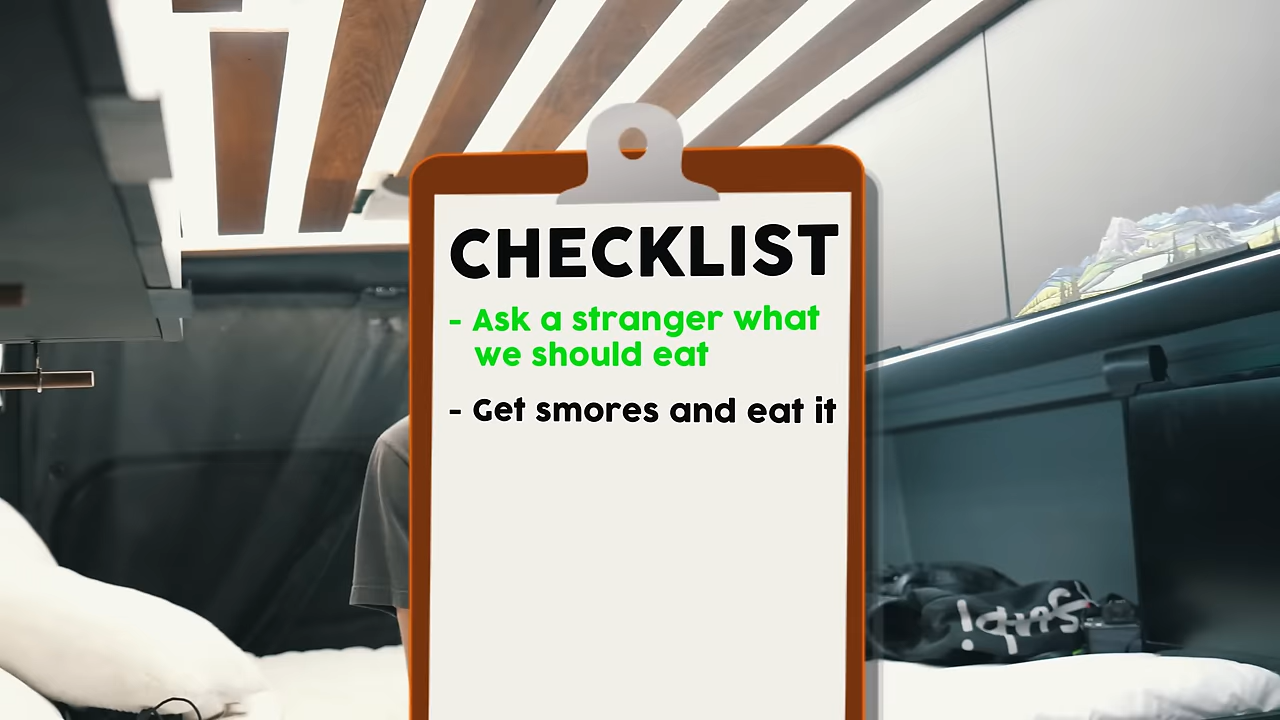 CHECKLIST
- Ask a stranger what
we should eat
- Get smores and eat it